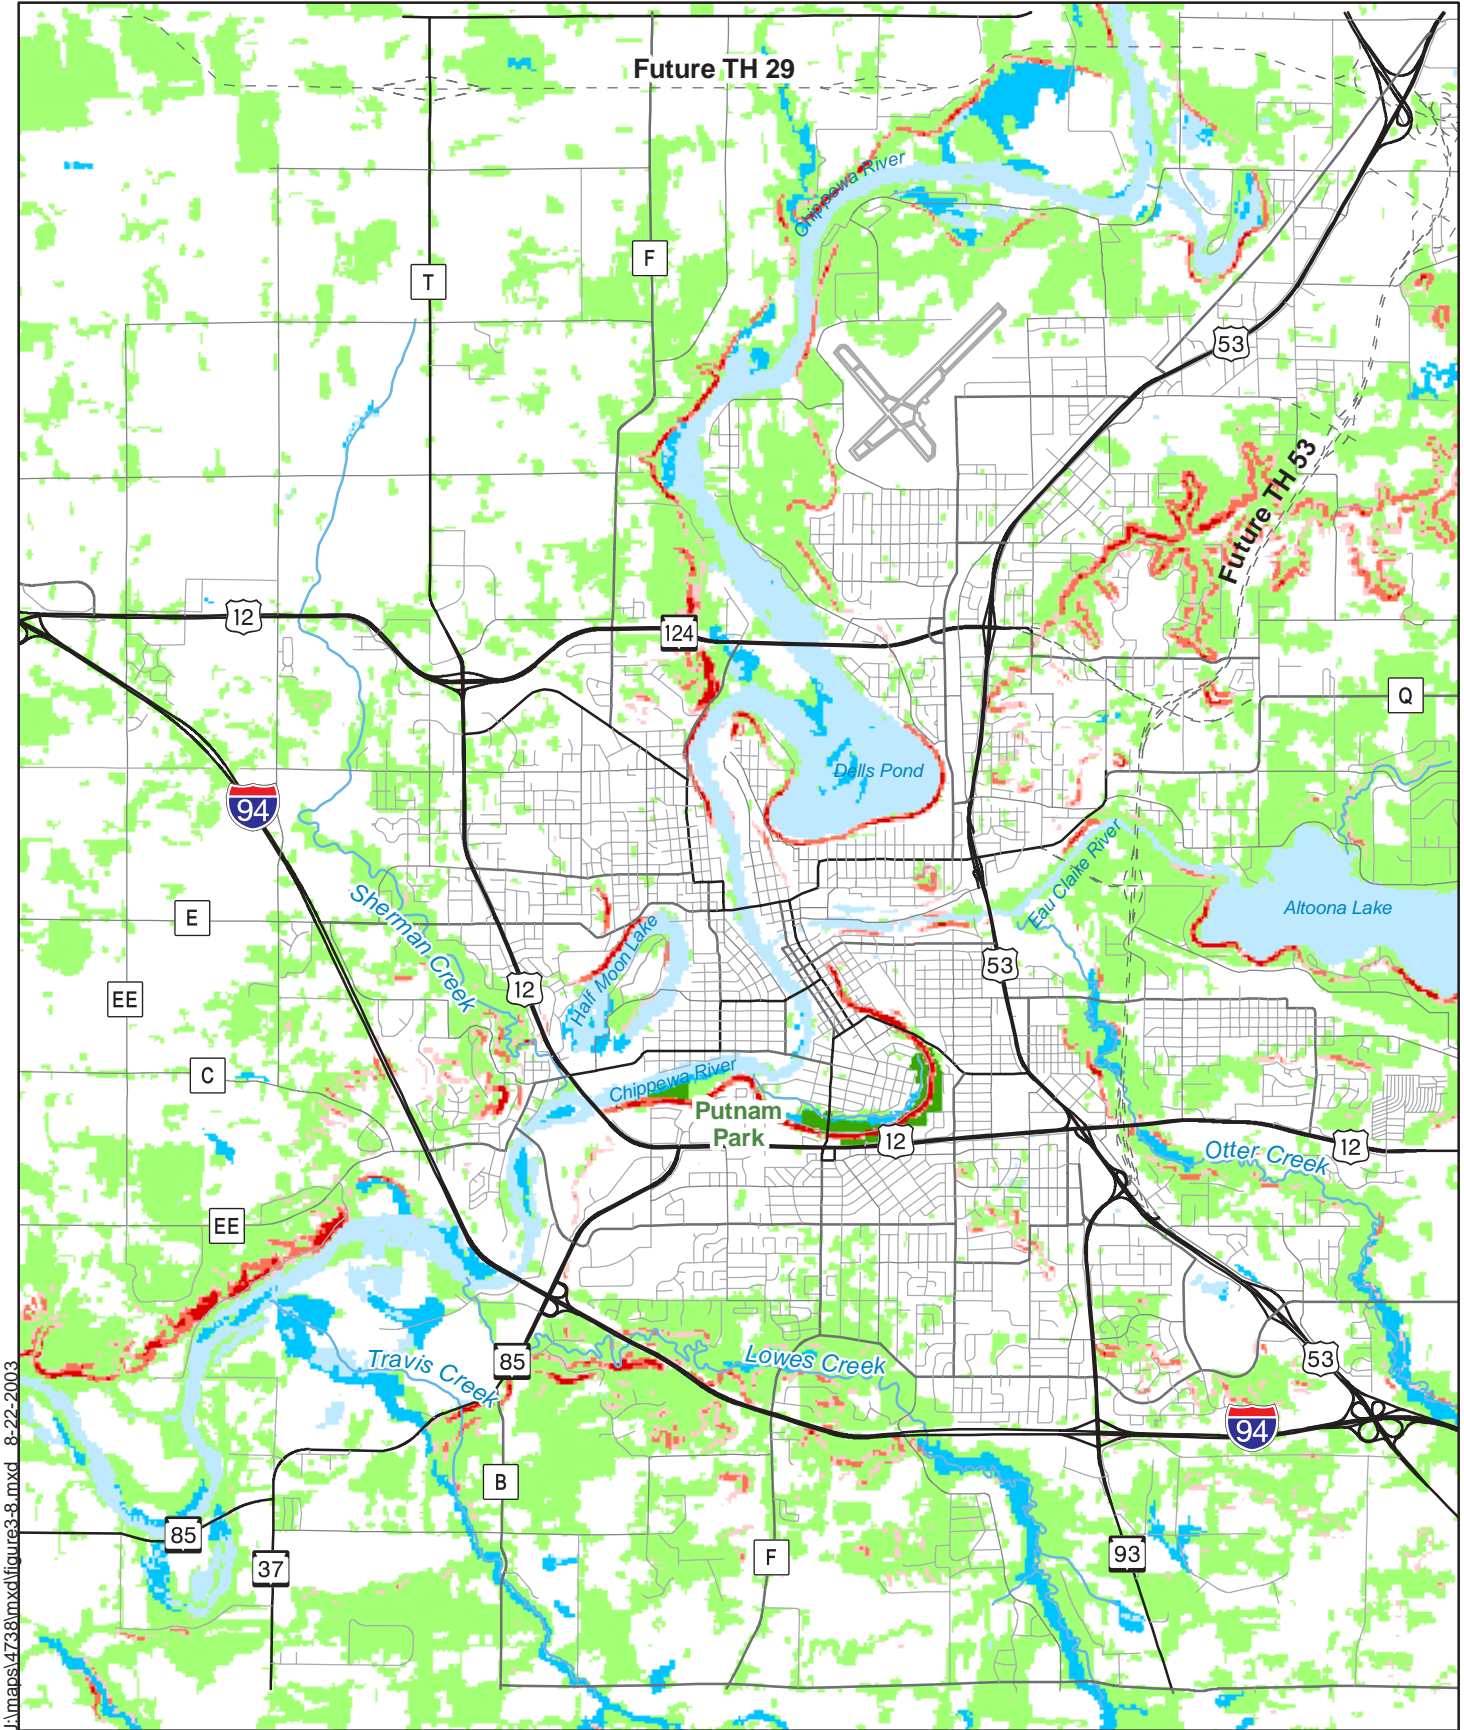 Future TH 29
Chippewa River
F
T
53
Future TH 53
12
124
Q
Dells Pond
94
Eau Claire River
Sherman Creek
Altoona Lake
E
Half Moon Lake
53
EE
12
C
Chippewa River
Putnam
Park
12
12
Otter Creek
EE
Travis Creek
85
Lowes Creek
53
94
B
85
F
93
37
J:\maps\4738\mxd\figure3-8.mxd 8-22-2003